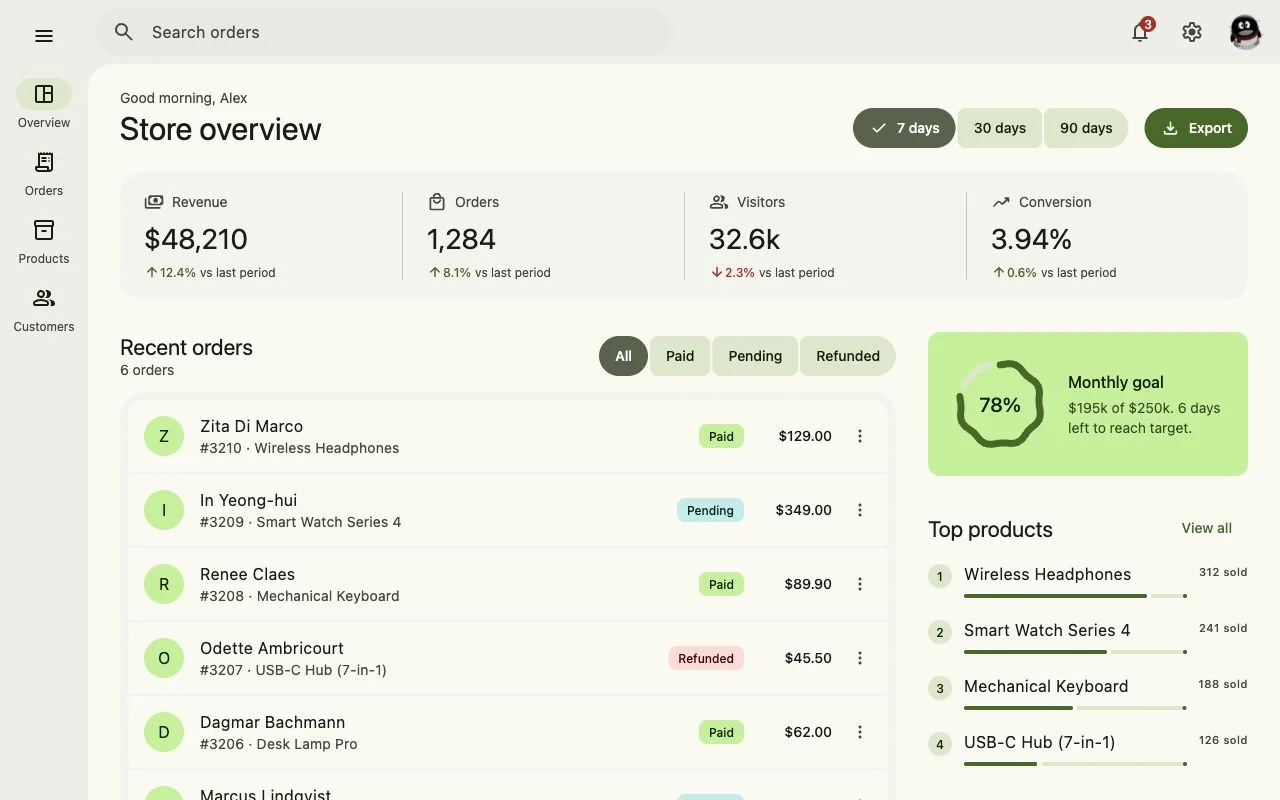 Search orders
3
Overview
Orders
Products
Customers
Good morning, Alex
Store overview
7 days
30 days
90 days
Export
Revenue
$48,210
12.4% vs last period
Orders
1,284
8.1% vs last period
Visitors
32.6k
2.3% vs last period
Conversion
3.94%
0.6% vs last period
Recent orders
6 orders
All
Paid
Pending
Refunded
Z
Zita Di Marco
#3210 · Wireless Headphones
Paid
$129.00
I
In Yeong-hui
#3209 · Smart Watch Series 4
Pending
$349.00
R
Renee Claes
#3208 · Mechanical Keyboard
Paid
$89.90
O
Odette Ambricourt
#3207 · USB-C Hub (7-in-1)
Refunded
$45.50
D
Dagmar Bachmann
#3206 · Desk Lamp Pro
Paid
$62.00
Marcus Lindqvist
78%
Monthly goal
$195k of $250k. 6 days
left to reach target.
Top products
View all
1
Wireless Headphones
312 sold
2
Smart Watch Series 4
241 sold
3
Mechanical Keyboard
188 sold
4
USB-C Hub (7-in-1)
126 sold